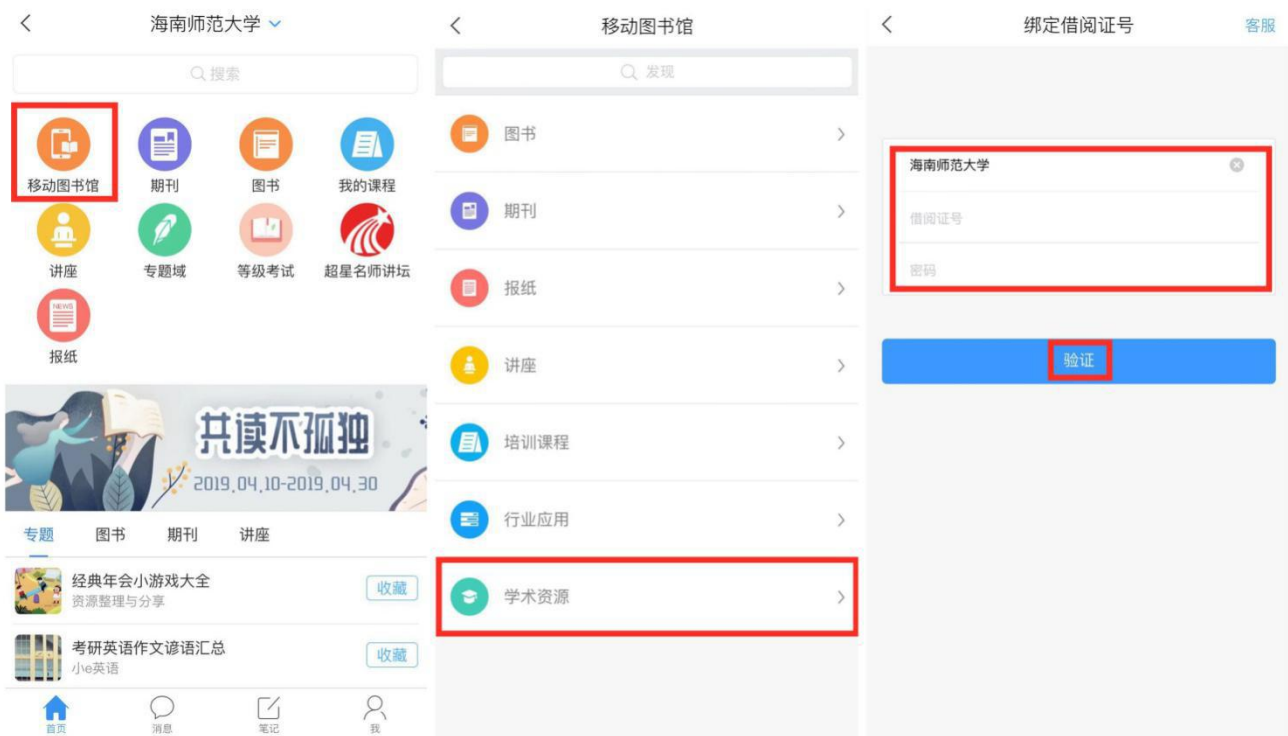 海南师范大学
搜索
移动图书馆
期刊
图书
我的课程
讲座
专题域
等级考试
超星名师讲坛
NEWS
报纸
共读不孤独
2019.04.10-2019.04.30
专题
图书
期刊
讲座
经典年会小游戏大全
资源整理与分享
收藏
考研英语作文谚语汇总
小e英语
收藏
首页
消息
笔记
我
移动图书馆
发现
图书
期刊
报纸
讲座
培训课程
行业应用
学术资源
绑定借阅证号
客服
海南师范大学
借阅证号
密码
验证